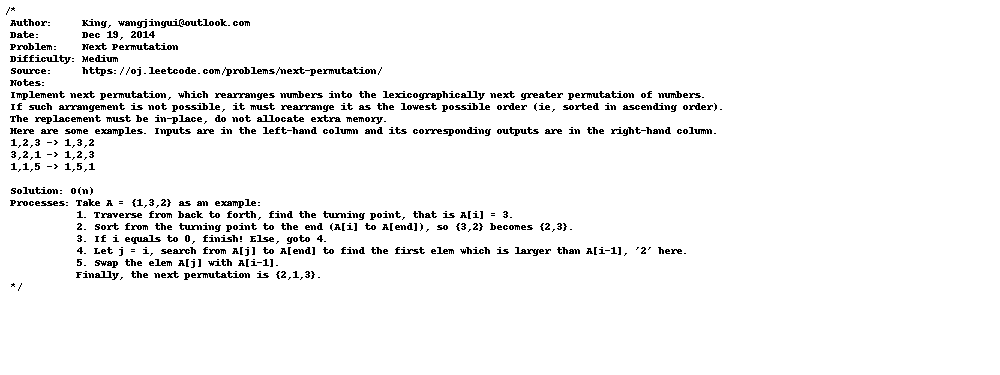 /*
Author:     King, wangjingui@outlook.com
Date:       Dec 19, 2014
Problem:    Next Permutation
Difficulty: Medium
Source:     https://oj.leetcode.com/problems/next-permutation/
Notes:
Implement next permutation, which rearranges numbers into the lexicographically next greater permutation of numbers.
If such arrangement is not possible, it must rearrange it as the lowest possible order (ie, sorted in ascending order).
The replacement must be in-place, do not allocate extra memory.
Here are some examples. Inputs are in the left-hand column and its corresponding outputs are in the right-hand column.
1,2,3 -> 1,3,2
3,2,1 -> 1,2,3
1,1,5 -> 1,5,1
Solution: O(n)
Processes: Take A = {1,3,2} as an example:
1. Traverse from back to forth, find the turning point, that is A[i] = 3.
2. Sort from the turning point to the end (A[i] to A[end]), so {3,2} becomes {2,3}.
3. If i equals to 0, finish! Else, goto 4.
4. Let j = i, search from A[j] to A[end] to find the first elem which is larger than A[i-1], '2' here.
5. Swap the elem A[j] with A[i-1].
Finally, the next permutation is {2,1,3}.
*/